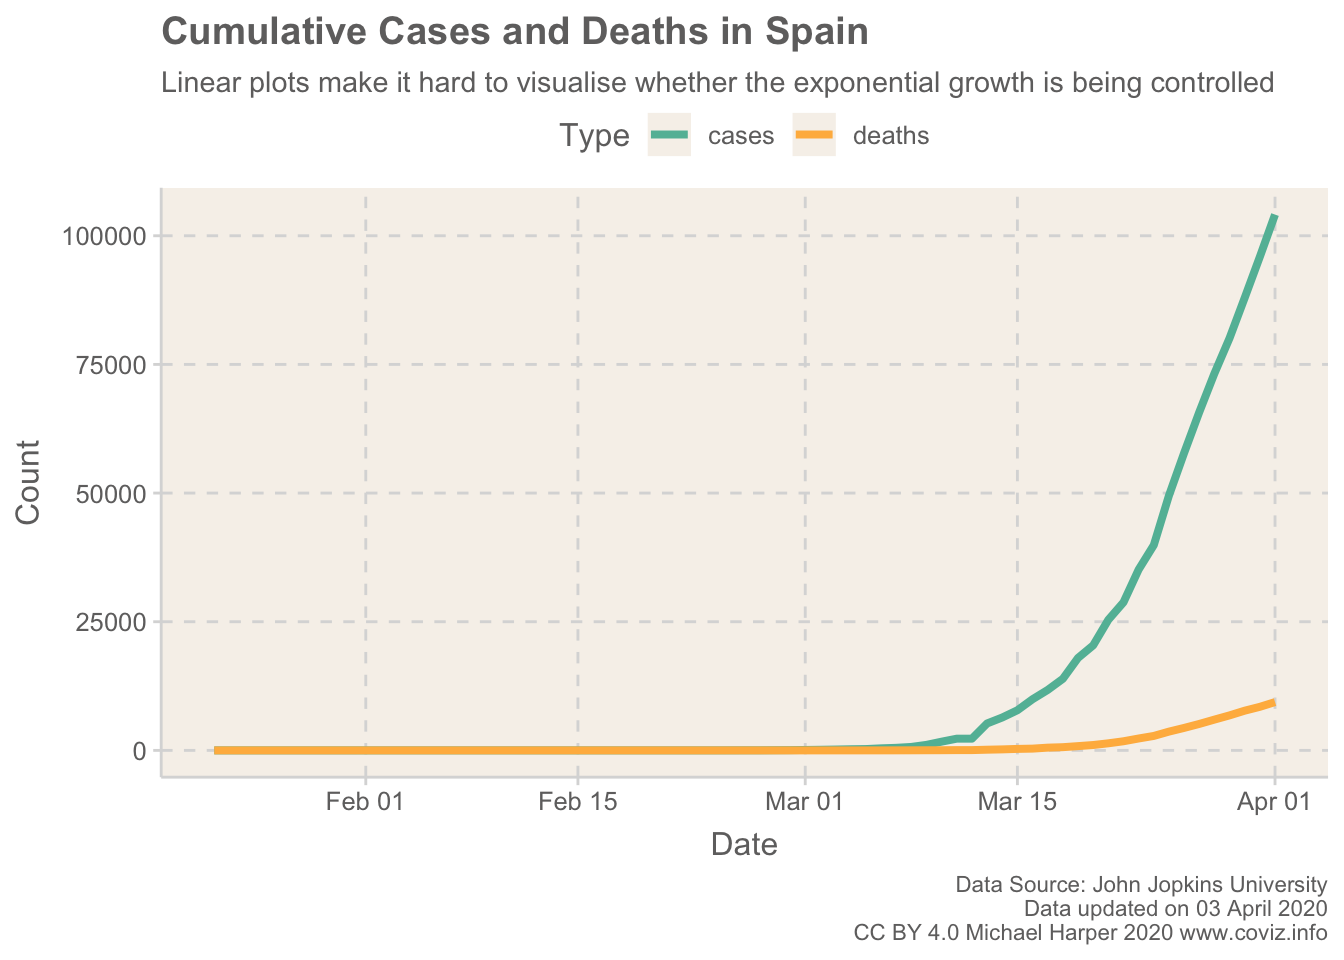 Cumulative Cases and Deaths in Spain
Linear plots make it hard to visualise whether the exponential growth is being controlled
Type cases deaths
100000
75000
50000
25000
0
Count
Feb 01 Feb 15 Mar 01 Mar 15 Apr 01
Date
Data Source: John Jopkins University
Data updated on 03 April 2020
CC BY 4.0 Michael Harper 2020 www.coviz.info